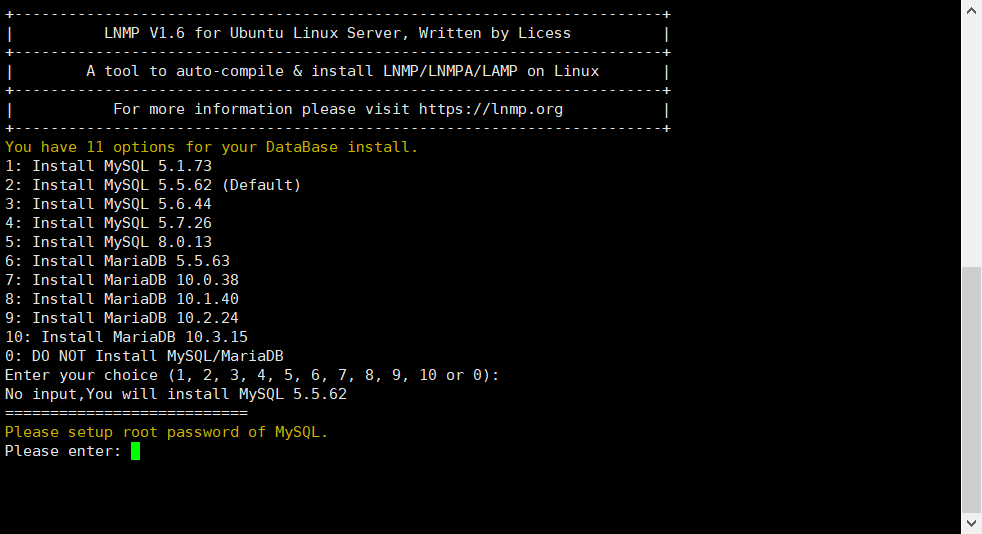 +------------------------------------------------------------------------+
|          LNMP V1.6 for Ubuntu Linux Server, Written by Licess          |
+------------------------------------------------------------------------+
|        A tool to auto-compile & install LNMP/LNMPA/LAMP on Linux       |
+------------------------------------------------------------------------+
|           For more information please visit https://lnmp.org           |
+------------------------------------------------------------------------+
You have 11 options for your DataBase install.
1: Install MySQL 5.1.73
2: Install MySQL 5.5.62 (Default)
3: Install MySQL 5.6.44
4: Install MySQL 5.7.26
5: Install MySQL 8.0.13
6: Install MariaDB 5.5.63
7: Install MariaDB 10.0.38
8: Install MariaDB 10.1.40
9: Install MariaDB 10.2.24
10: Install MariaDB 10.3.15
0: DO NOT Install MySQL/MariaDB
Enter your choice (1, 2, 3, 4, 5, 6, 7, 8, 9, 10 or 0):
No input,You will install MySQL 5.5.62
===========================
Please setup root password of MySQL.
Please enter: